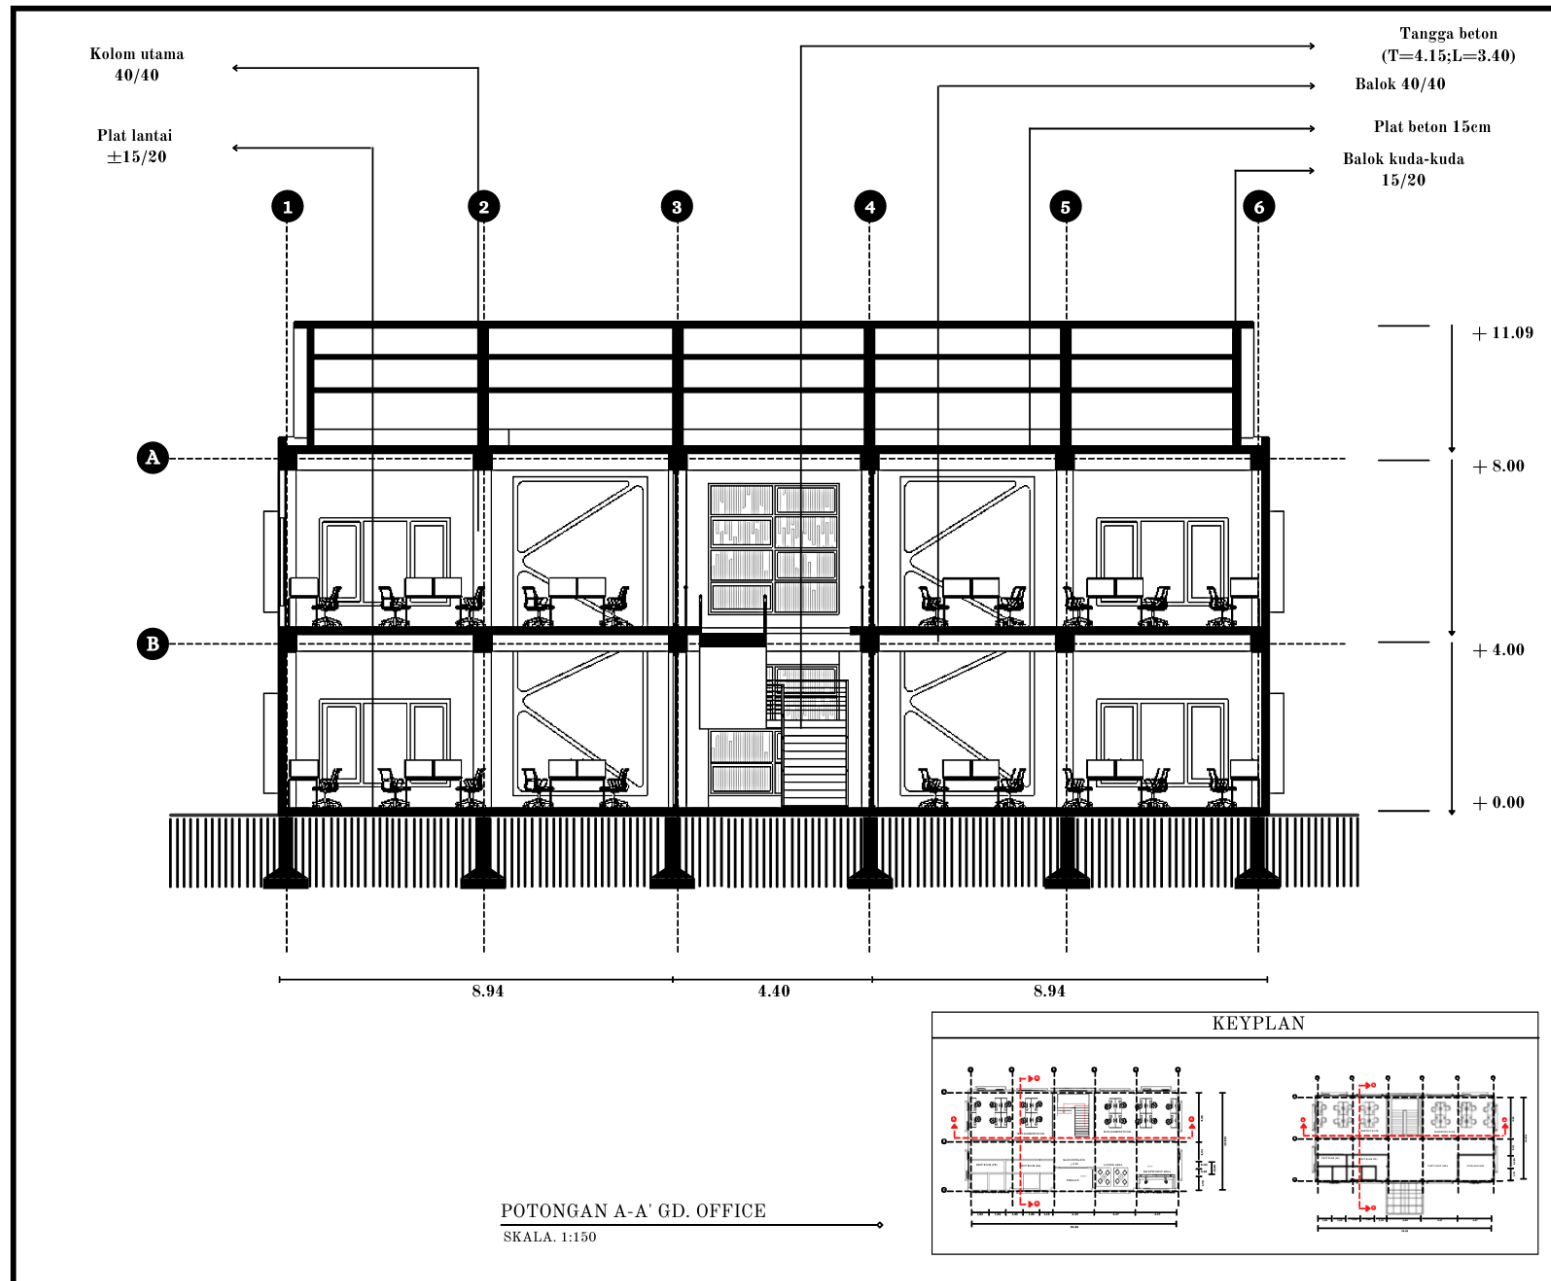 Kolom utama
40/40
Plat lantai
±15/20
Tangga beton
(T=4.15;L=3.40)
Balok 40/40
Plat beton 15cm
Balok kuda-kuda
15/20
1
2
3
4
5
6
+ 11.09
A
+ 8.00
B
+ 4.00
+ 0.00
8.94
4.40
8.94
KEYPLAN
POTONGAN A-A' GD. OFFICE
SKALA. 1:150